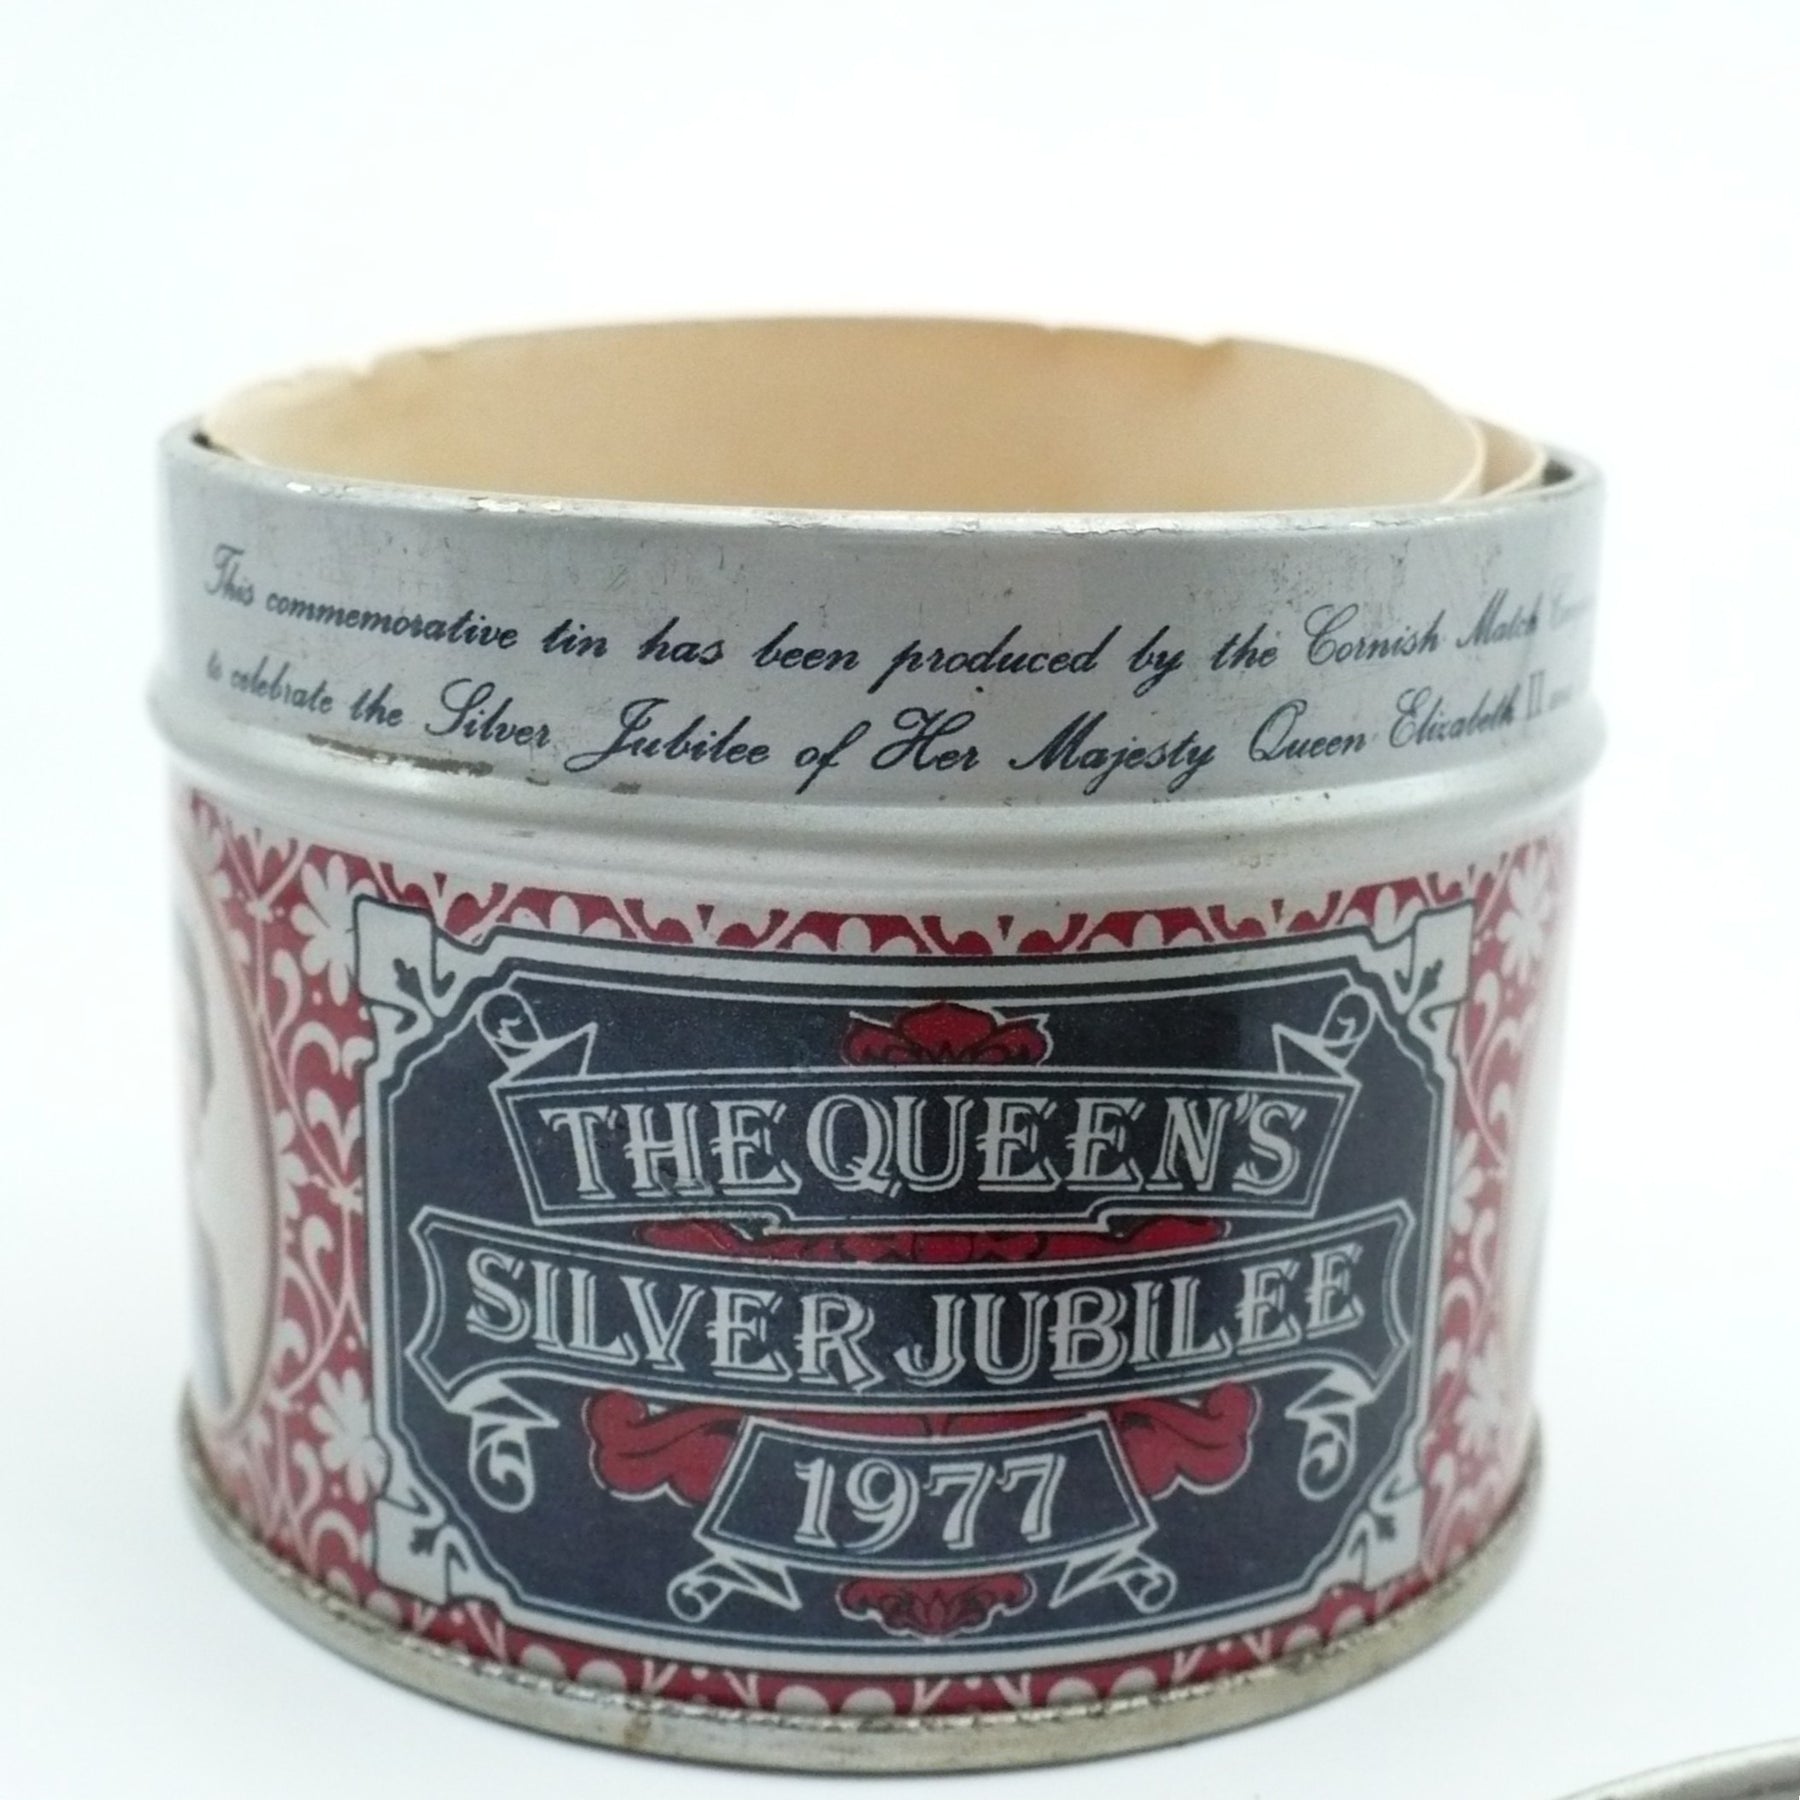 This commemorative tin has been produced by the Cornish Match
to celebrate the Silver Jubilee of Her Majesty Queen Elizabeth II
THE QUEEN'S
SILVER JUBILEE
1977